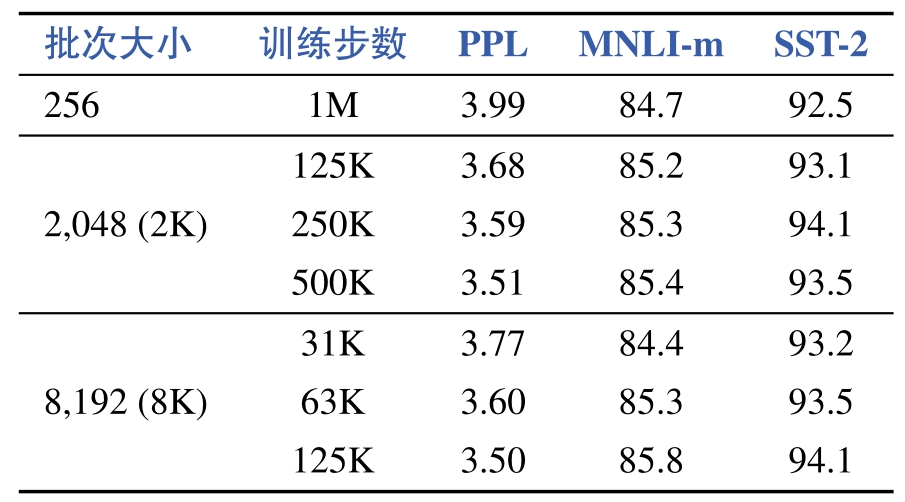 批次大小 训练步数 PPL MNLI-m SST-2
256 1M 3.99 84.7 92.5
125K 3.68 85.2 93.1
2,048 (2K) 250K 3.59 85.3 94.1
500K 3.51 85.4 93.5
31K 3.77 84.4 93.2
8,192 (8K) 63K 3.60 85.3 93.5
125K 3.50 85.8 94.1